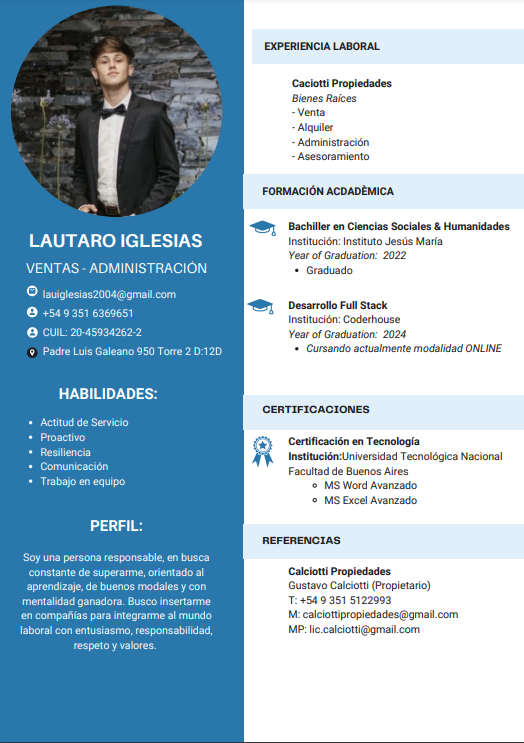 LAUTARO IGLESIAS
VENTAS - ADMINISTRACIÓN
lauiglesias2004@gmail.com
+54 9 351 6369651
CUIL: 20-45934262-2
Padre Luis Galeano 950 Torre 2 D:12D
HABILIDADES:
• Actitud de Servicio
• Proactivo
• Resiliencia
• Comunicación
• Trabajo en equipo
PERFIL:
Soy una persona responsable, en busca
constante de superarme, orientado al
aprendizaje, de buenos modales y con
mentalidad ganadora. Busco insertarme
en compañías para integrarme al mundo
laboral con entusiasmo, responsabilidad,
respeto y valores.
EXPERIENCIA LABORAL
Caciotti Propiedades
Bienes Raíces
- Venta
- Alquiler
- Administración
- Asesoramiento
FORMACIÓN ACDADÈMICA
Bachiller en Ciencias Sociales & Humanidades
Institución: Instituto Jesús María
Year of Graduation: 2022
• Graduado
Desarrollo Full Stack
Institución: Coderhouse
Year of Graduation: 2024
• Cursando actualmente modalidad ONLINE
CERTIFICACIONES
Certificación en Tecnología
Institución:Universidad Tecnológica Nacional
Facultad de Buenos Aires
○ MS Word Avanzado
○ MS Excel Avanzado
REFERENCIAS
Calciotti Propiedades
Gustavo Calciotti (Propietario)
T: +54 9 351 5122993
M: calciottipropiedades@gmail.com
MP: lic.calciotti@gmail.com